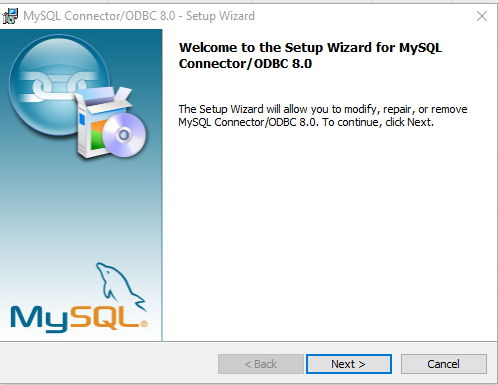 MySQL Connector/ODBC 8.0 - Setup Wizard
Welcome to the Setup Wizard for MySQL
Connector/ODBC 8.0
The Setup Wizard will allow you to modify, repair, or remove
MySQL Connector/ODBC 8.0. To continue, click Next.
MySQL®
< Back
Next >
Cancel